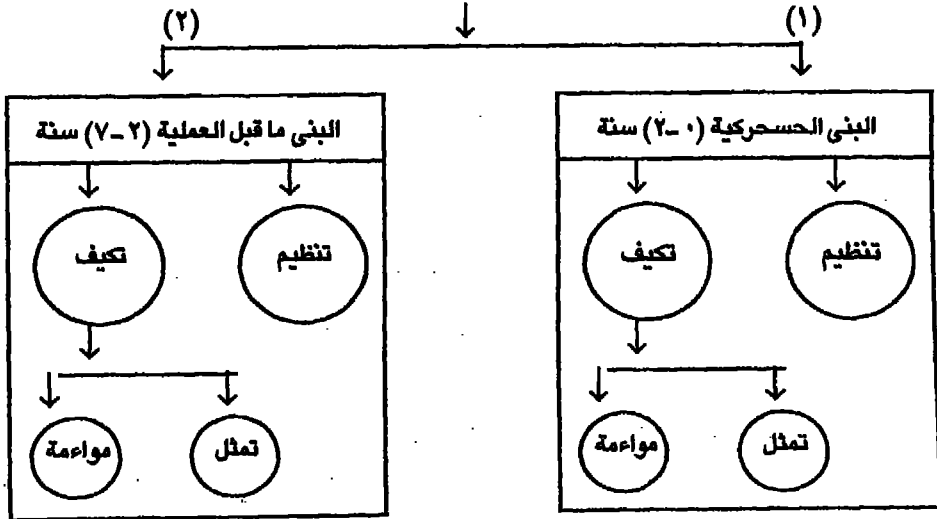 (١)
(٢)
البنى الحسحركية (٠ – ٢) سنة
البنى ما قبل العملية (٢ – ٧) سنة
تنظيم
تكيف
تنظيم
تكيف
تمثل
مواءمة
تمثل
مواءمة